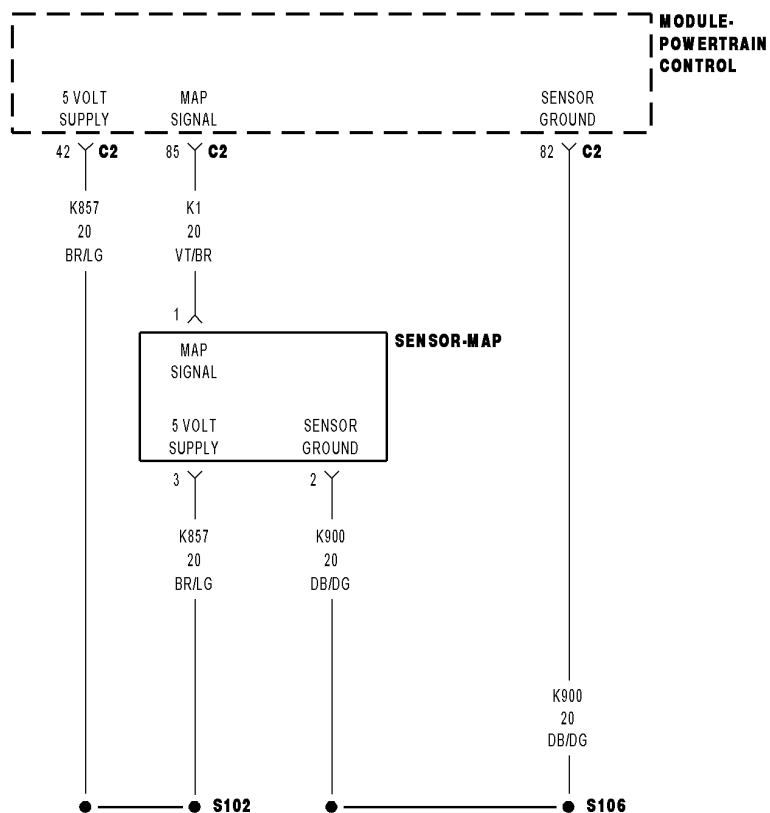 MODULE-
POWERTRAIN
CONTROL
5 VOLT
SUPPLY
MAP
SIGNAL
SENSOR
GROUND
42 C2
85 C2
82 C2
K857
20
BR/LG
K1
20
VT/BR
1
SENSOR-MAP
MAP
SIGNAL
5 VOLT
SUPPLY
SENSOR
GROUND
3
2
K857
20
BR/LG
K900
20
DB/DG
K900
20
DB/DG
S102
S106